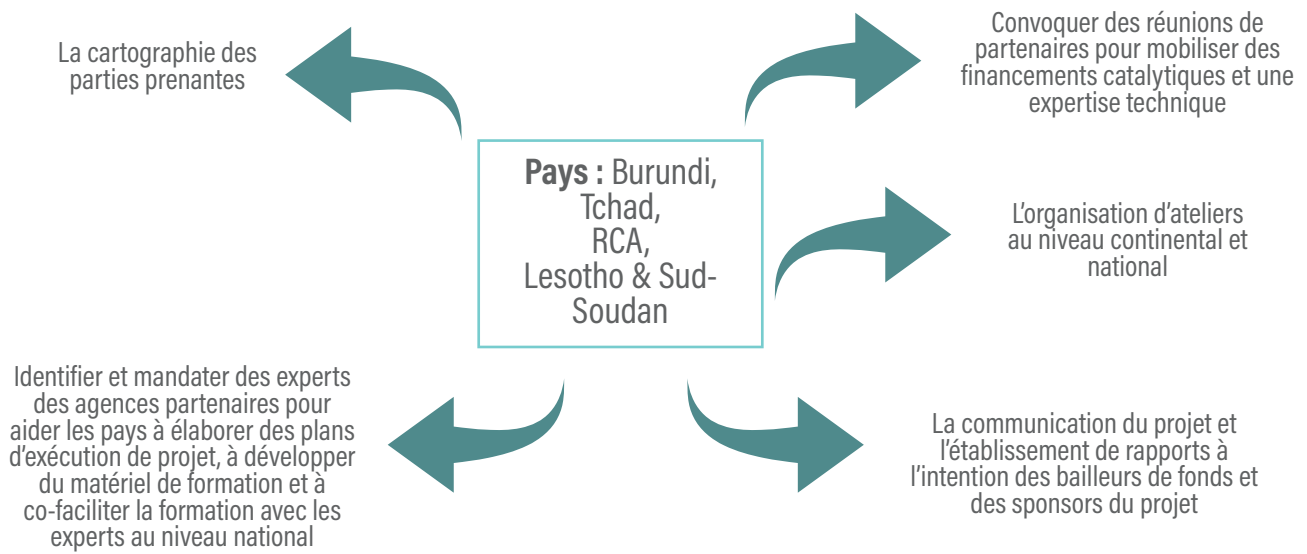 La cartographie des
parties prenantes
Convoquer des réunions de
partenaires pour mobiliser des
financements catalytiques et une
expertise technique
Pays : Burundi,
Tchad,
RCA,
Lesotho & Sud-
Soudan
L'organisation d'ateliers
au niveau continental et
national
Identifier et mandater des experts
des agences partenaires pour
aider les pays à élaborer des plans
d'exécution de projet, à développer
du matériel de formation et à
co-faciliter la formation avec les
experts au niveau national
La communication du projet et
l'établissement de rapports à
l'intention des bailleurs de fonds et
des sponsors du projet